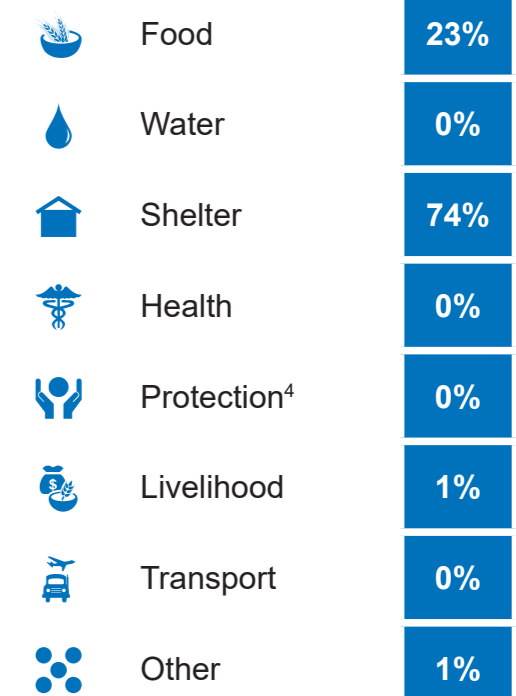 Food 23%
Water 0%
Shelter 74%
Health 0%
Protection⁴ 0%
$ Livelihood 1%
Transport 0%
Other 1%